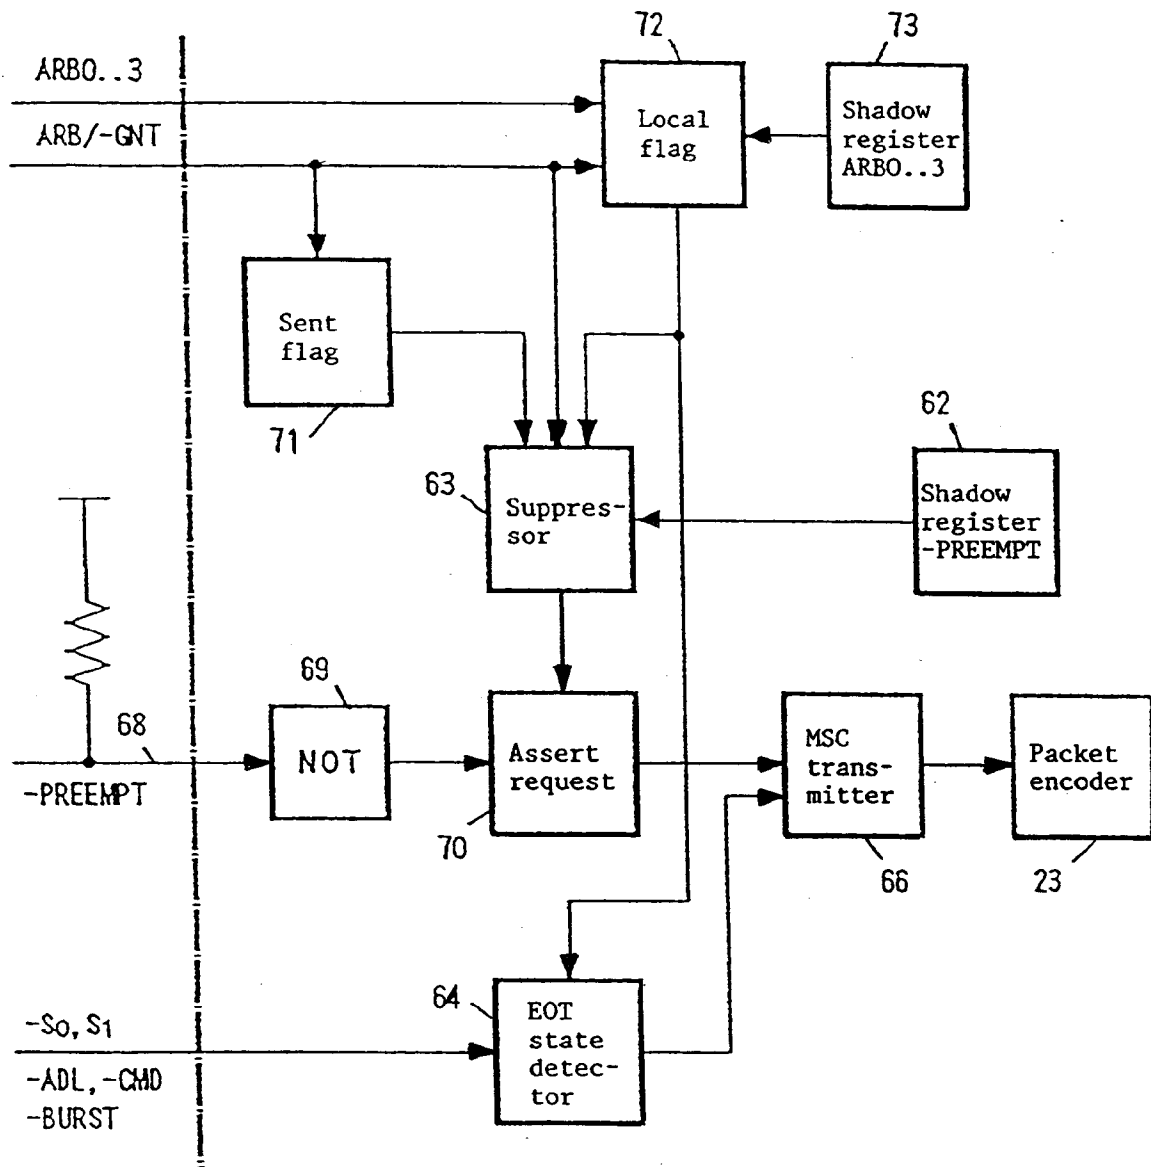 72
73
ARB0..3
Local
flag
Shadow
register
ARB0..3
ARB/-GNT
Sent
flag
71
62
63
Suppres-
sor
Shadow
register
-PREEMPT
69
68
NOT
Assert
request
MSC
trans-
mitter
Packet
encoder
-PREEMPT
70
66
23
64
EOT
state
detec-
tor
-S0, S1
-ADL, -CMD
-BURST